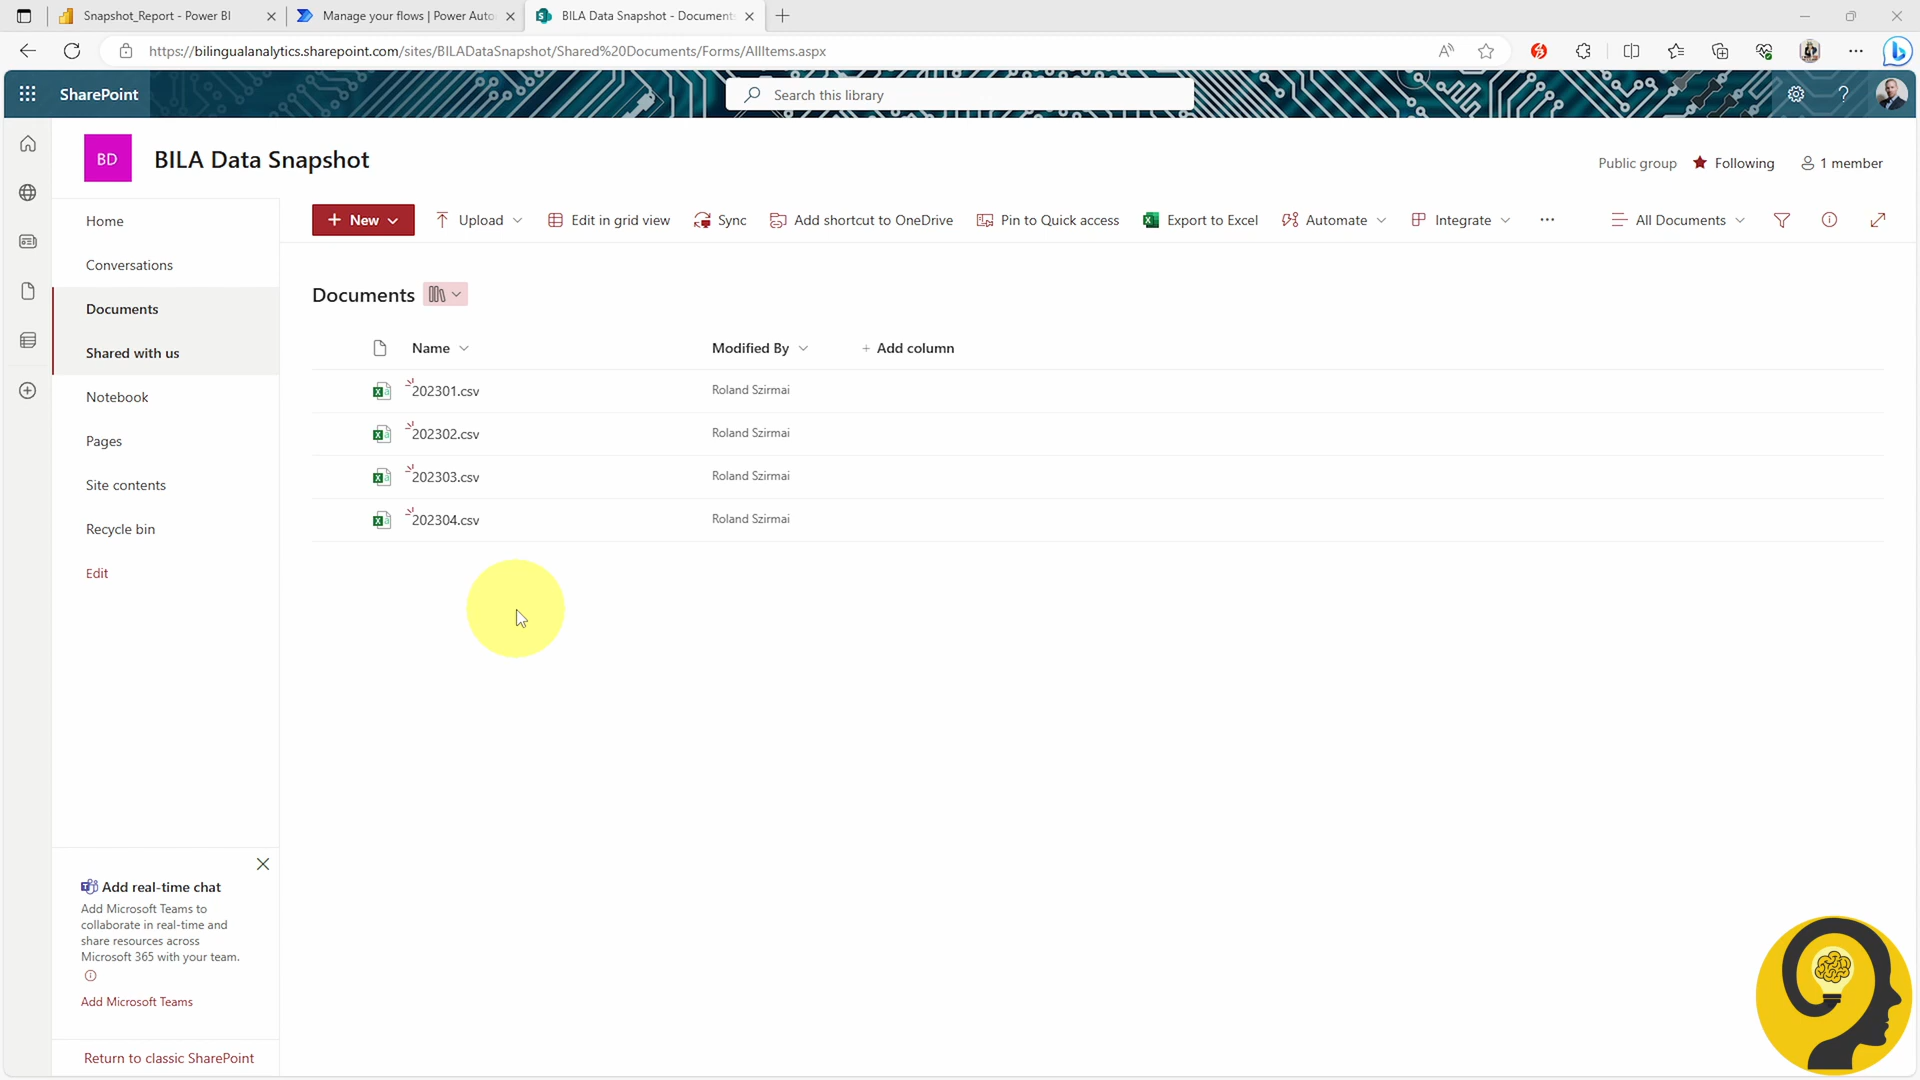 Snapshot_Report - Power BI
Manage your flows | Power Auto
BILA Data Snapshot - Document
https://bilingualanalytics.sharepoint.com/sites/BILADataSnapshot/Shared%20Documents/Forms/AllItems.aspx
SharePoint
Search this library
BD
BILA Data Snapshot
Public group
Following
1 member
Home
Conversations
Documents
Shared with us
Notebook
Pages
Site contents
Recycle bin
Edit
New
Upload
Edit in grid view
Sync
Add shortcut to OneDrive
Pin to Quick access
Export to Excel
Automate
Integrate
All Documents
Documents
Name
Modified By
+ Add column
202301.csv
Roland Szirmai
202302.csv
Roland Szirmai
202303.csv
Roland Szirmai
202304.csv
Roland Szirmai
Add real-time chat
Add Microsoft Teams to
collaborate in real-time and
share resources across
Microsoft 365 with your team.
Add Microsoft Teams
Return to classic SharePoint